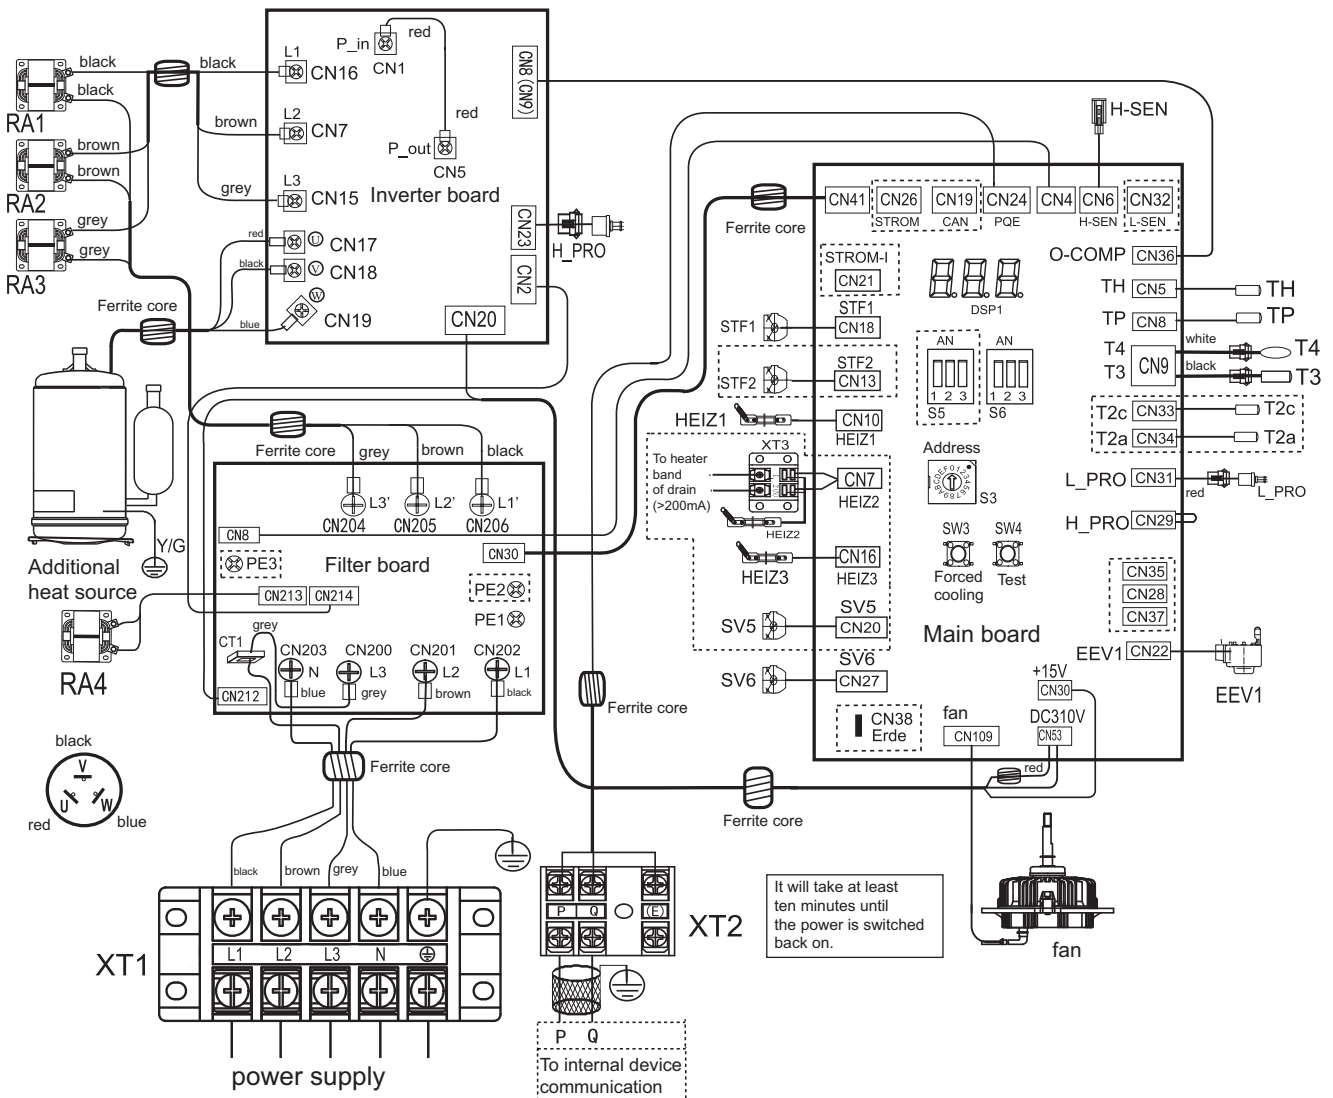 black
black
RA1
brown
brown
RA2
grey
grey
RA3
black
brown
grey
L1
CN16
L2
CN7
L3
CN15
P_in
CN1
red
red
P_out
CN5
Inverter board
CN8 (CN9)
red
U
CN17
black
V
CN18
W
CN19
blue
CN23
H_PRO
CN2
CN20
Ferrite core
Additional
heat source
Y/G
RA4
Ferrite core
grey
brown
black
L3'
L2'
L1'
CN204
CN205
CN206
CN8
CN30
PE3
Filter board
CN213
CN214
PE2
PE1
CT1
grey
CN203
CN200
CN201
CN202
N
L3
L2
L1
blue
grey
brown
black
CN212
Ferrite core
black
V
U
W
red
blue
black
brown
grey
blue
XT1
L1
L2
L3
N
power supply
Ferrite core
P
Q
(E)
XT2
P
Q
To internal device
communication
Ferrite core
Ferrite core
H-SEN
CN41
CN26
CN19
CN24
CN4
CN6
CN32
STROM
CAN
PQE
H-SEN
L-SEN
STROM-I
CN21
STF1
STF1
CN18
STF2
STF2
CN13
HEIZ1
CN10
HEIZ1
To heater
band
of drain
(>200mA)
XT3
CN7
HEIZ2
HEIZ2
HEIZ3
CN16
HEIZ3
SV5
SV5
CN20
SV6
SV6
CN27
CN38
Erde
DSP1
AN
AN
1 2 3
1 2 3
S5
S6
Address
0123456789ABCDEF
S3
SW3
SW4
Forced
cooling
Test
Main board
fan
CN109
+15V
CN30
DC310V
CN53
red
O-COMP
CN36
TH
CN5
TH
TP
CN8
TP
T4
T3
CN9
white
T4
black
T3
T2c
CN33
T2c
T2a
CN34
T2a
L_PRO
CN31
red
L_PRO
H_PRO
CN29
CN35
CN28
CN37
EEV1
CN22
EEV1
It will take at least
ten minutes until
the power is switched
back on.
fan